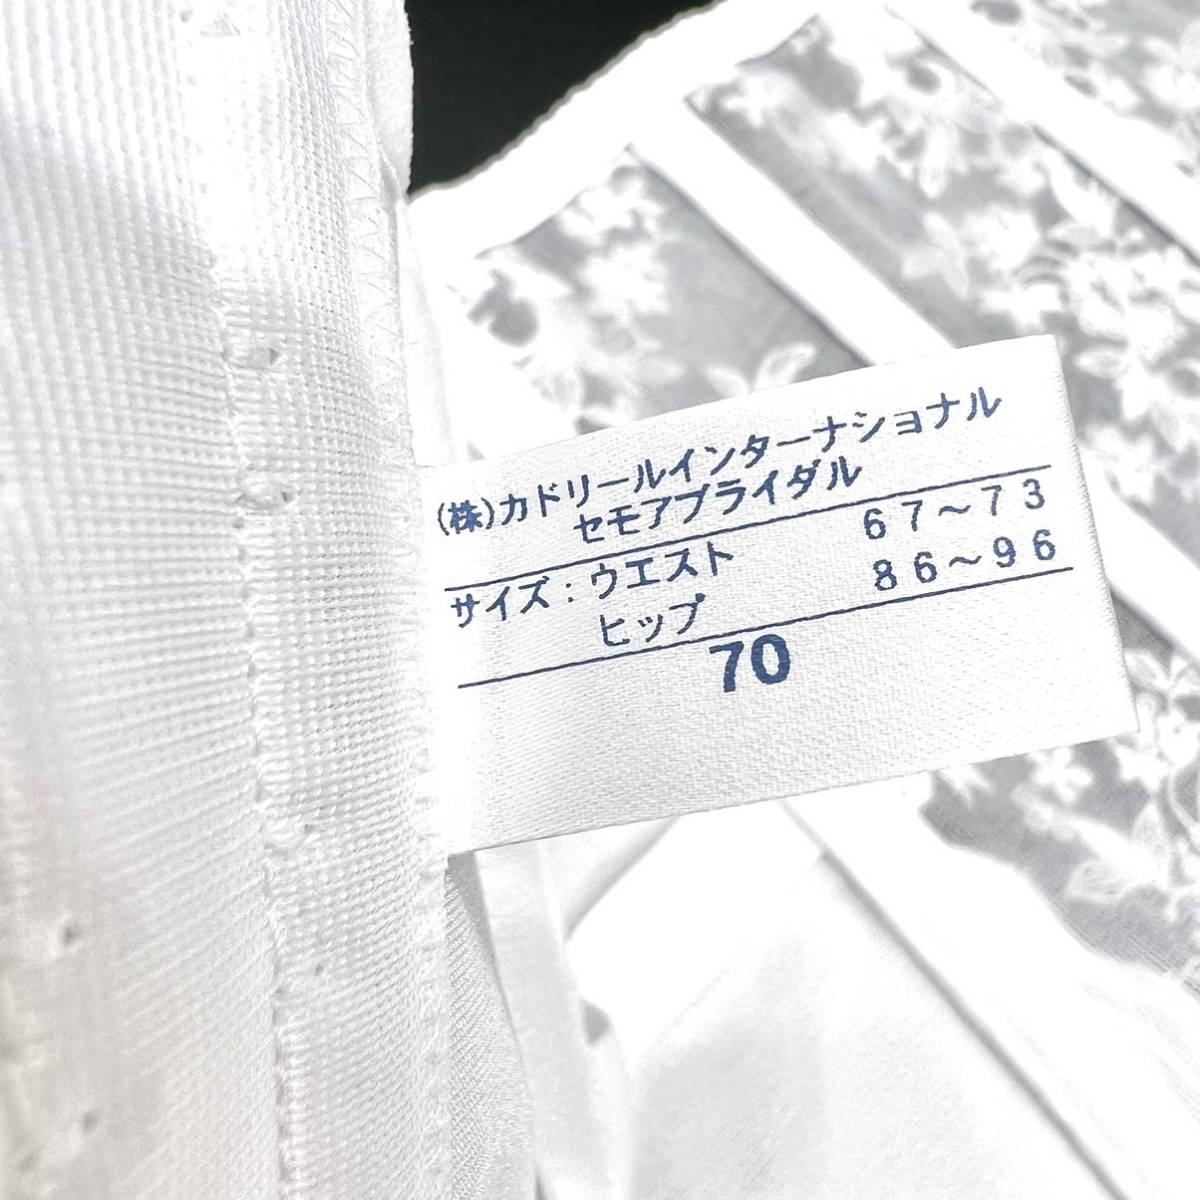 (株)カドリールインターナショナル
セモアブライダル
サイズ：ウエスト 67～73
ヒップ 86～96
70